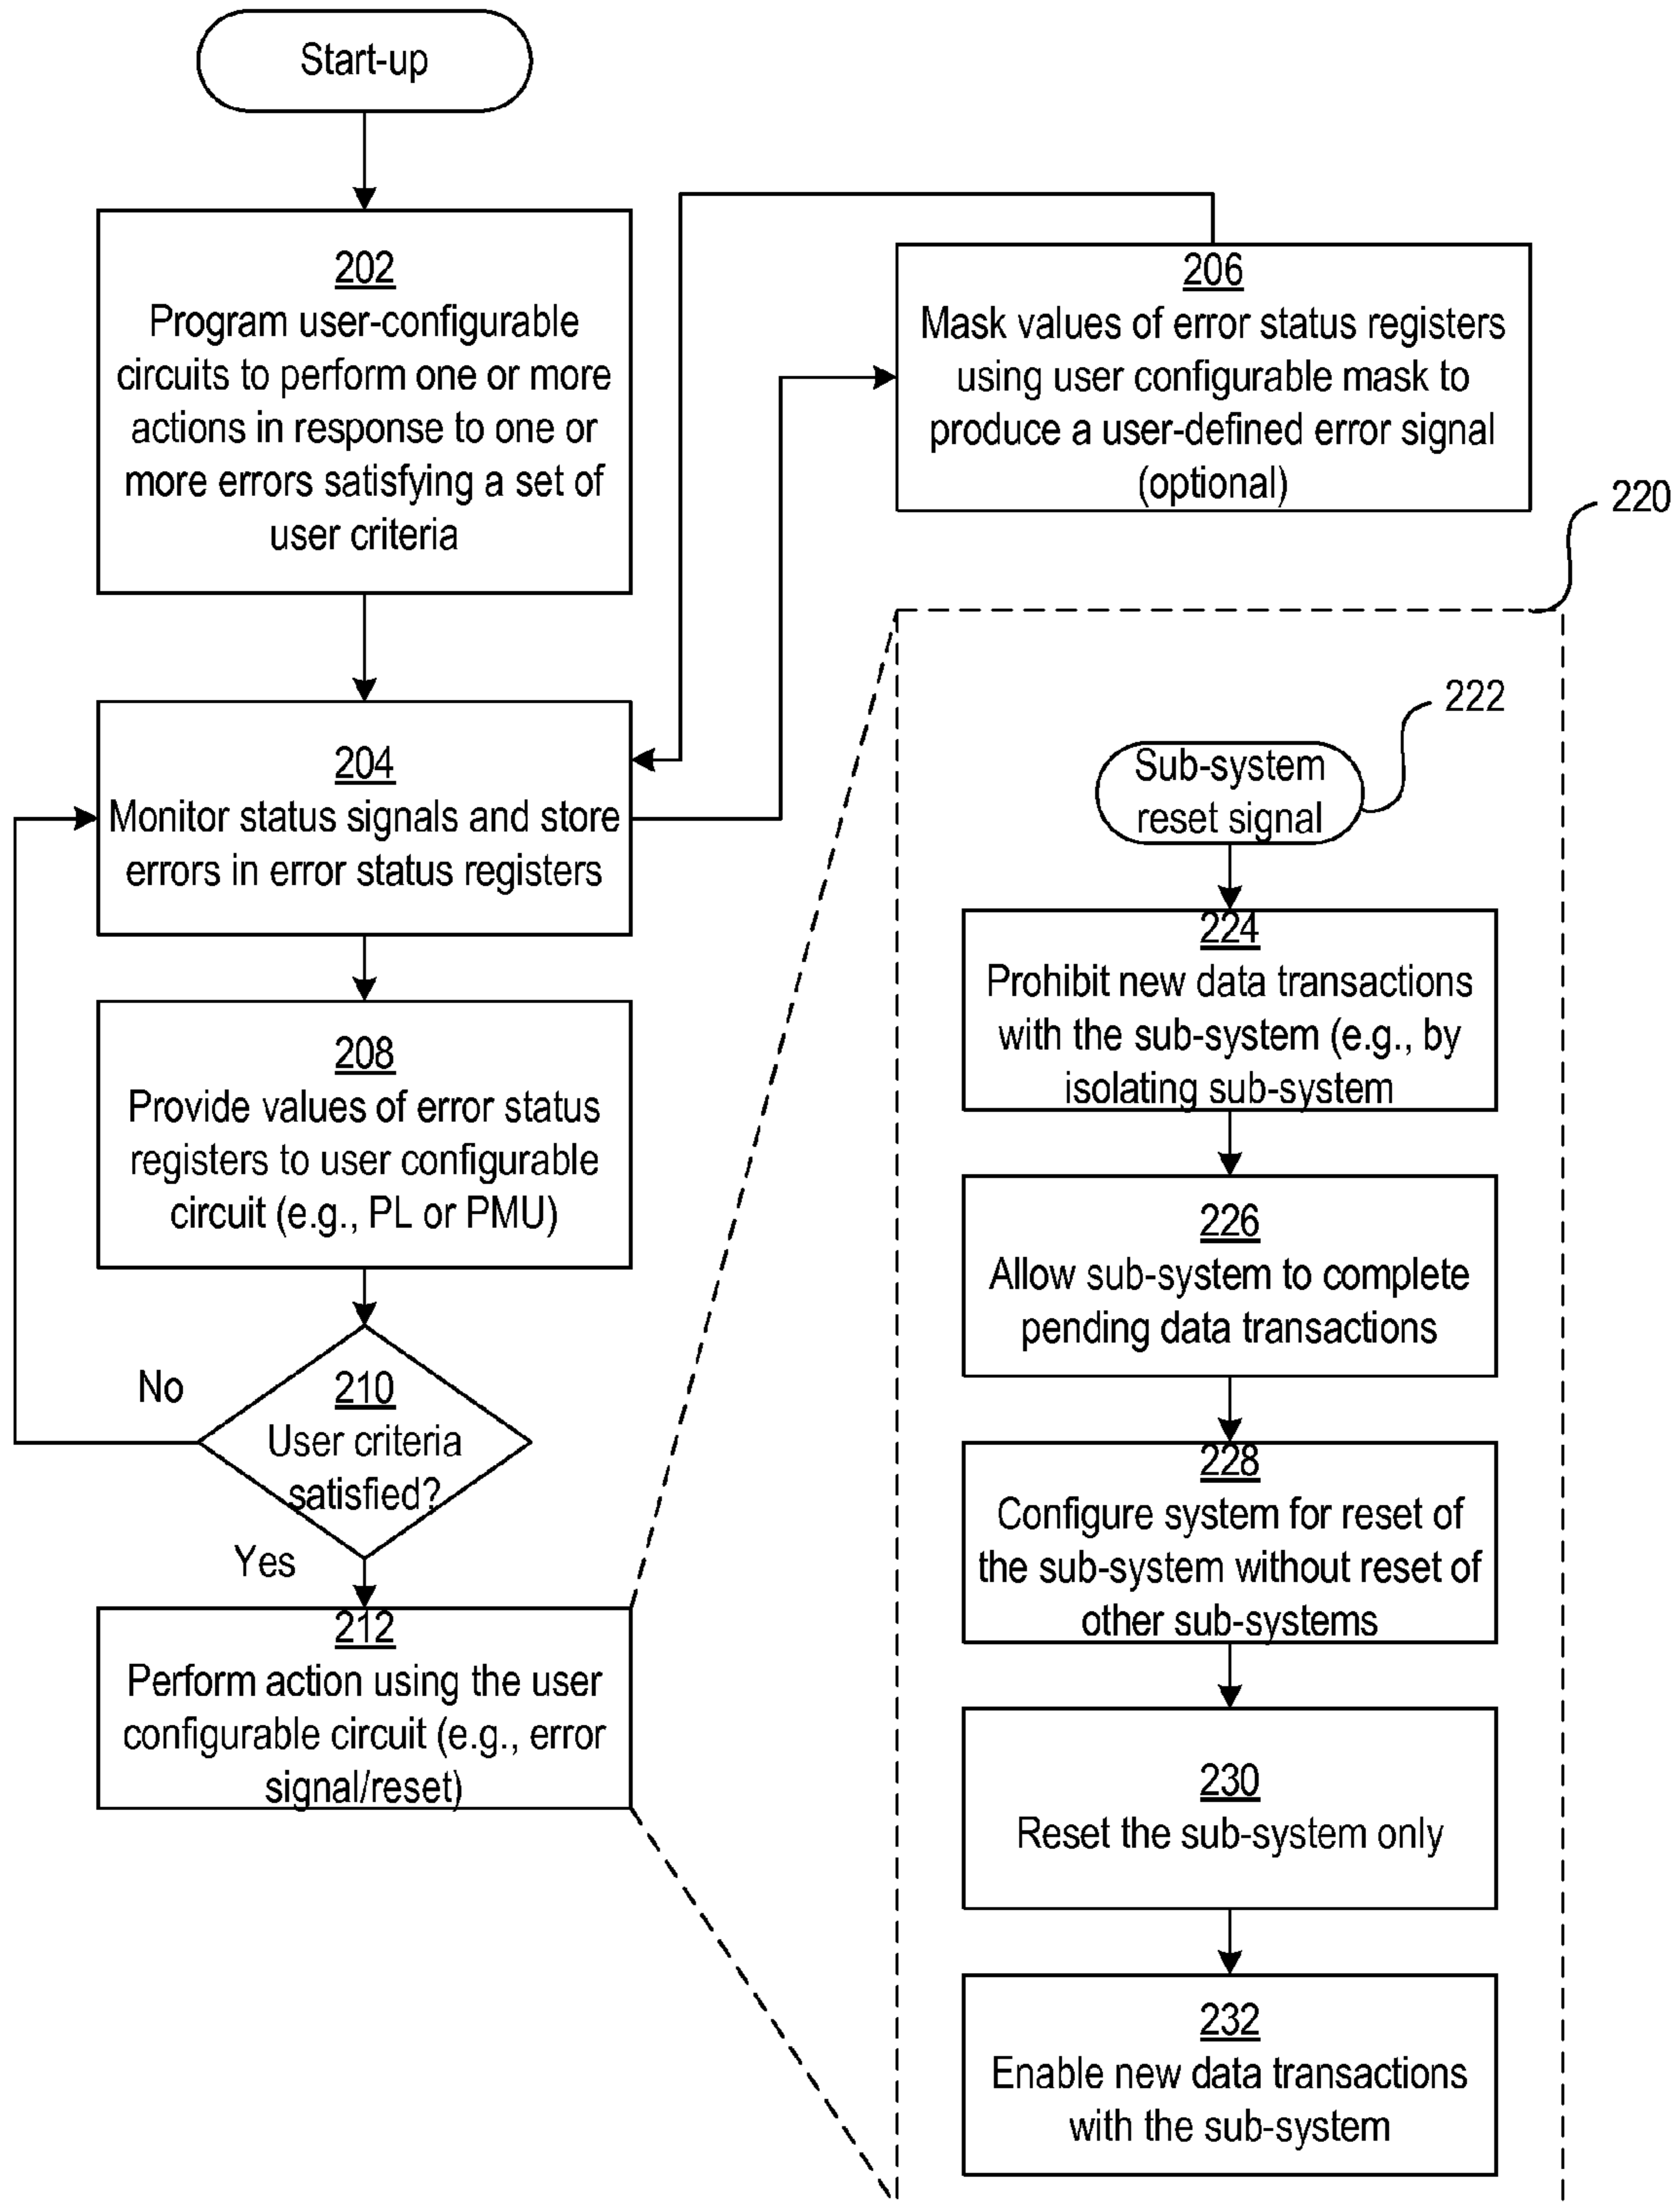 Start-up
202
Program user-configurable
circuits to perform one or more
actions in response to one or
more errors satisfying a set of
user criteria
206
Mask values of error status registers
using user configurable mask to
produce a user-defined error signal
(optional)
204
Monitor status signals and store
errors in error status registers
208
Provide values of error status
registers to user configurable
circuit (e.g., PL or PMU)
No
210
User criteria
satisfied?
Yes
212
Perform action using the user
configurable circuit (e.g., error
signal/reset)
220
222
Sub-system
reset signal
224
Prohibit new data transactions
with the sub-system (e.g., by
isolating sub-system
226
Allow sub-system to complete
pending data transactions
228
Configure system for reset of
the sub-system without reset of
other sub-systems
230
Reset the sub-system only
232
Enable new data transactions
with the sub-system